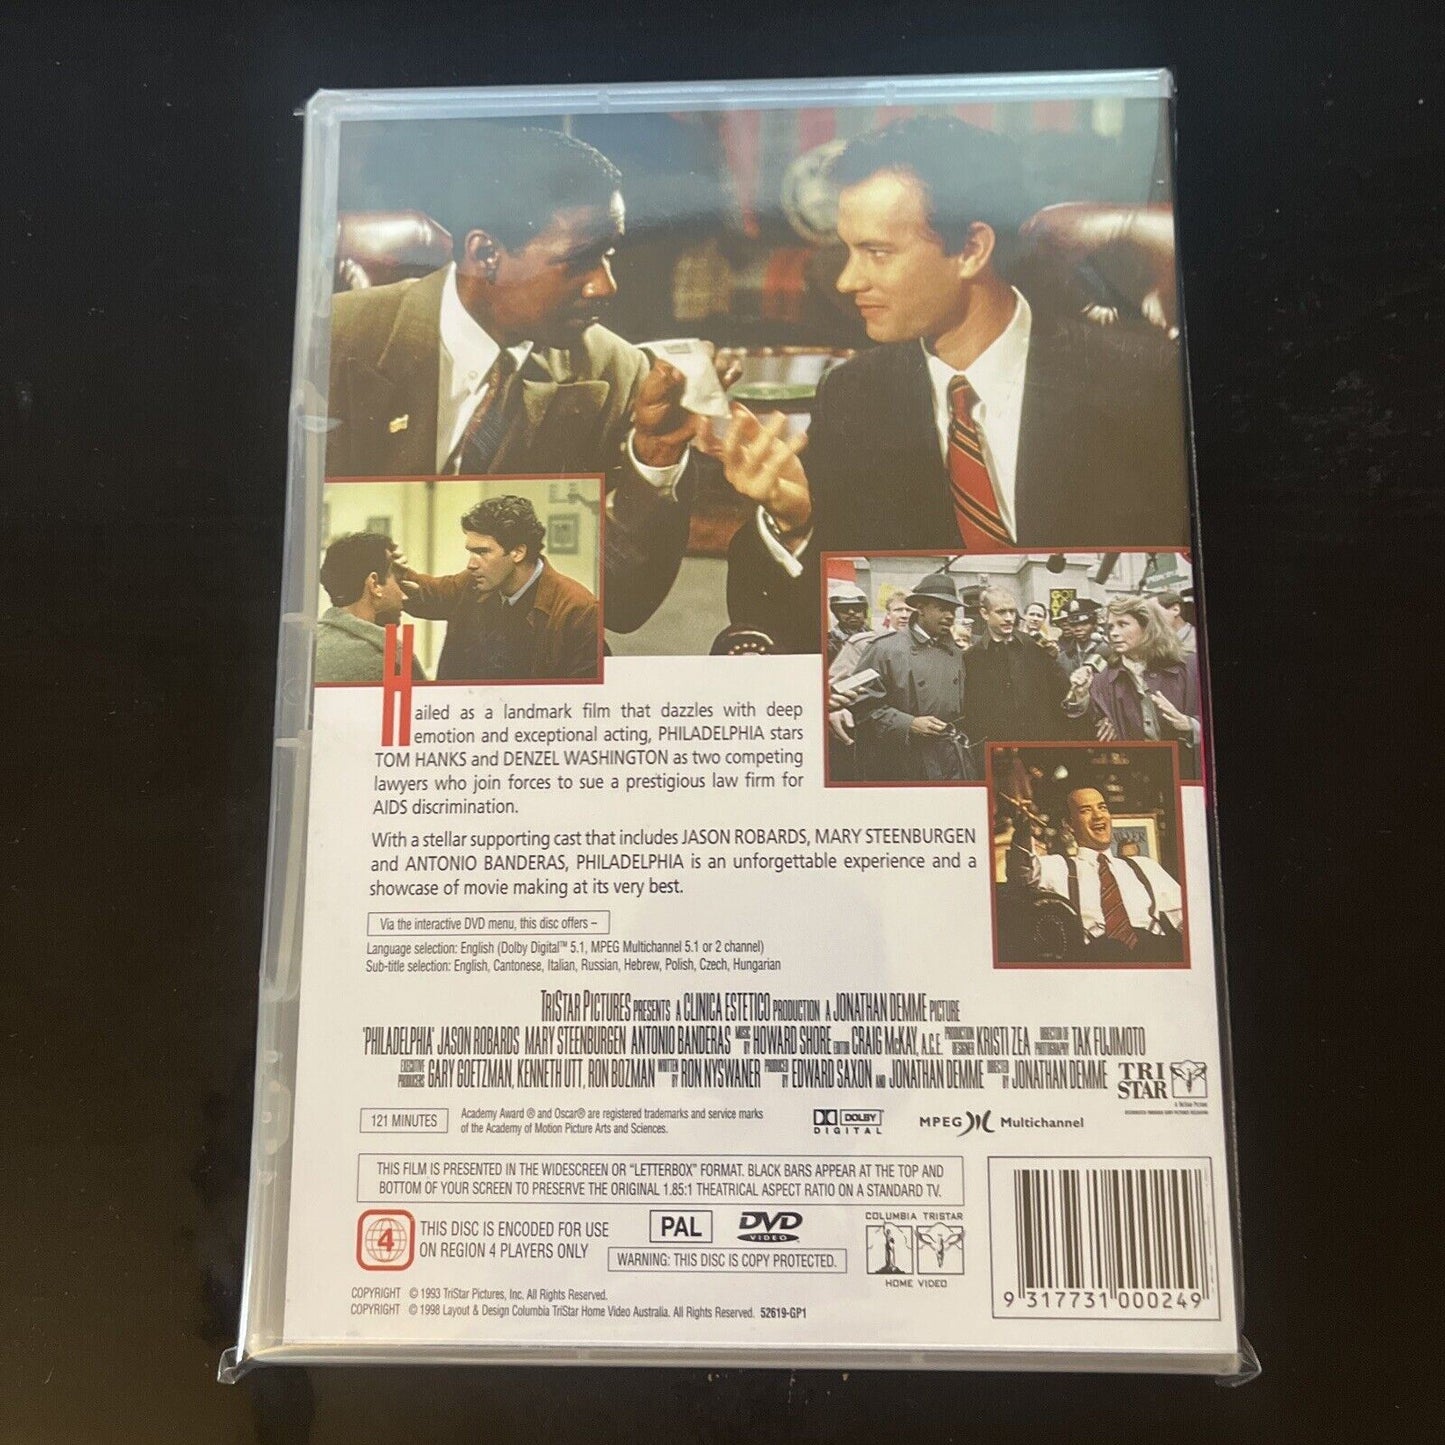 Hailed as a landmark film that dazzles with deep
emotion and exceptional acting, PHILADELPHIA stars
TOM HANKS and DENZEL WASHINGTON as two competing
lawyers who join forces to sue a prestigious law firm for
AIDS discrimination.
With a stellar supporting cast that includes JASON ROBARDS, MARY STEENBURGEN
and ANTONIO BANDERAS, PHILADELPHIA is an unforgettable experience and a
showcase of movie making at its very best.
Via the interactive DVD menu, this disc offers –
Language selection: English (Dolby Digital™ 5.1, MPEG Multichannel 5.1 or 2 channel)
Sub-title selection: English, Cantonese, Italian, Russian, Hebrew, Polish, Czech, Hungarian
TRISTAR PICTURES PRESENTS A CLINICA ESTETICO PRODUCTION A JONATHAN DEMME PICTURE
'PHILADELPHIA' JASON ROBARDS MARY STEENBURGEN ANTONIO BANDERAS MUSIC BY HOWARD SHORE EDITOR CRAIG McKAY, A.C.E. PRODUCTION DESIGNER KRISTI ZEA DIRECTOR OF PHOTOGRAPHY TAK FUJIMOTO
EXECUTIVE PRODUCERS GARY GOETZMAN, KENNETH UTT, RON BOZMAN WRITTEN BY RON NYSWANER PRODUCED BY EDWARD SAXON AND JONATHAN DEMME DIRECTED BY JONATHAN DEMME
TRI
STAR
121 MINUTES
Academy Award ® and Oscar® are registered trademarks and service marks
of the Academy of Motion Picture Arts and Sciences.
DOLBY
DIGITAL
MPEG Multichannel
THIS FILM IS PRESENTED IN THE WIDESCREEN OR "LETTERBOX" FORMAT. BLACK BARS APPEAR AT THE TOP AND
BOTTOM OF YOUR SCREEN TO PRESERVE THE ORIGINAL 1.85:1 THEATRICAL ASPECT RATIO ON A STANDARD TV.
4
THIS DISC IS ENCODED FOR USE
ON REGION 4 PLAYERS ONLY
PAL
DVD
VIDEO
WARNING: THIS DISC IS COPY PROTECTED.
COLUMBIA TRISTAR
HOME VIDEO
9 317731 000249
COPYRIGHT © 1993 TriStar Pictures, Inc. All Rights Reserved.
COPYRIGHT © 1998 Layout & Design Columbia TriStar Home Video Australia. All Rights Reserved. 52619-GP1